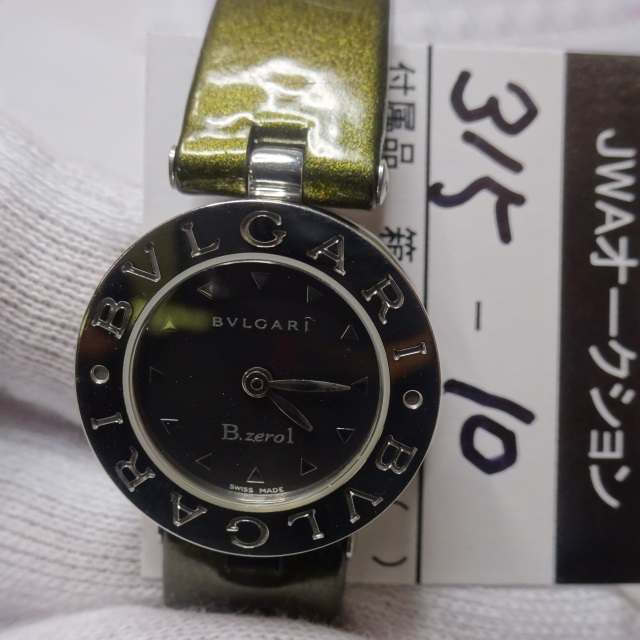 BVLGARI BVLGARI
BVLGARI
B.zero1
SWISS MADE
付属品
315-10
JWAオークション